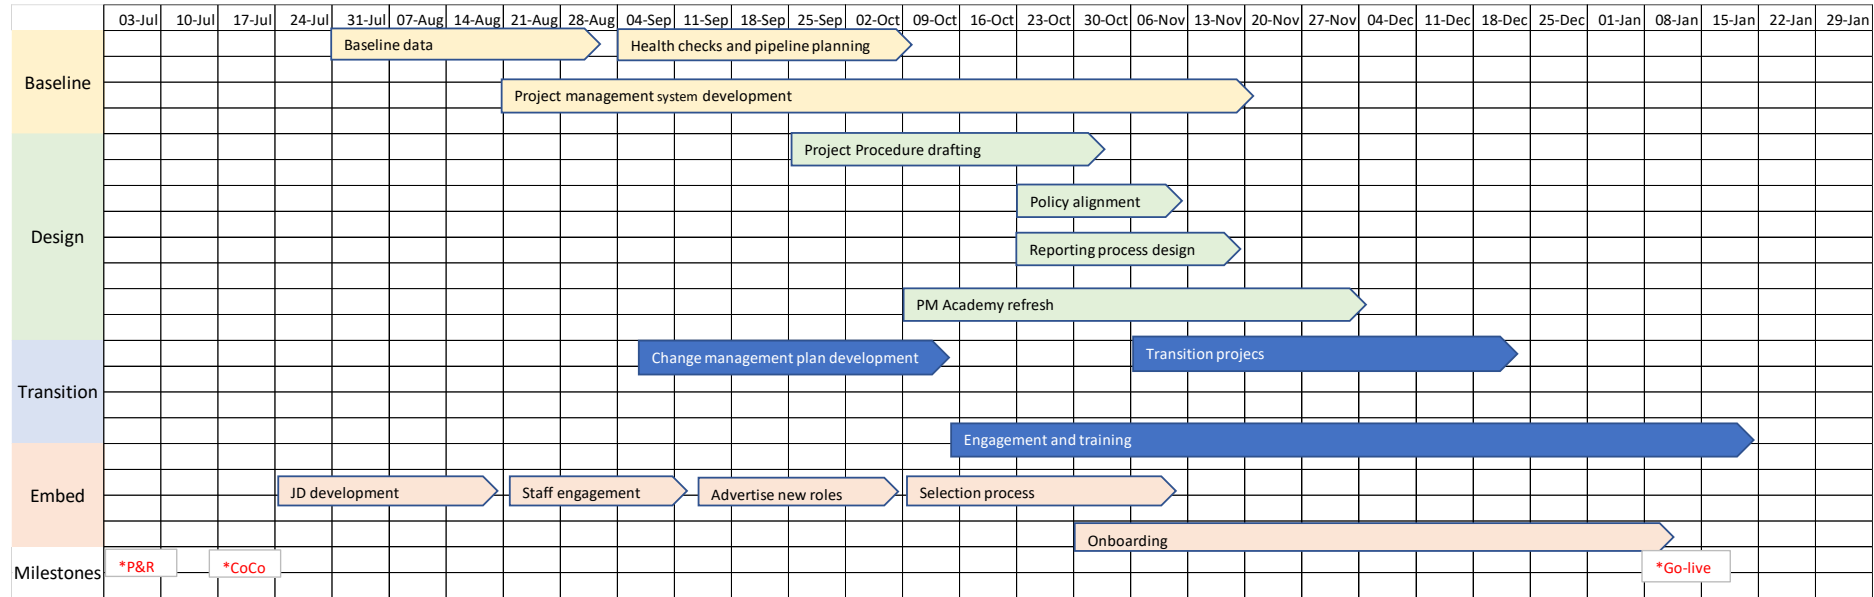 03-Jul 10-Jul 17-Jul 24-Jul 31-Jul 07-Aug 14-Aug 21-Aug 28-Aug 04-Sep 11-Sep 18-Sep 25-Sep 02-Oct 09-Oct 16-Oct 23-Oct 30-Oct 06-Nov 13-Nov 20-Nov 27-Nov 04-Dec 11-Dec 18-Dec 25-Dec 01-Jan 08-Jan 15-Jan 22-Jan 29-Jan
Baseline data Health checks and pipeline planning
Baseline
Project management system development
Project Procedure drafting
Policy alignment
Design
Reporting process design
PM Academy refresh
Change management plan development Transition projecs
Transition
Engagement and training
Embed
JD development Staff engagement Advertise new roles Selection process
Onboarding
Milestones *P&R *CoCo *Go-live